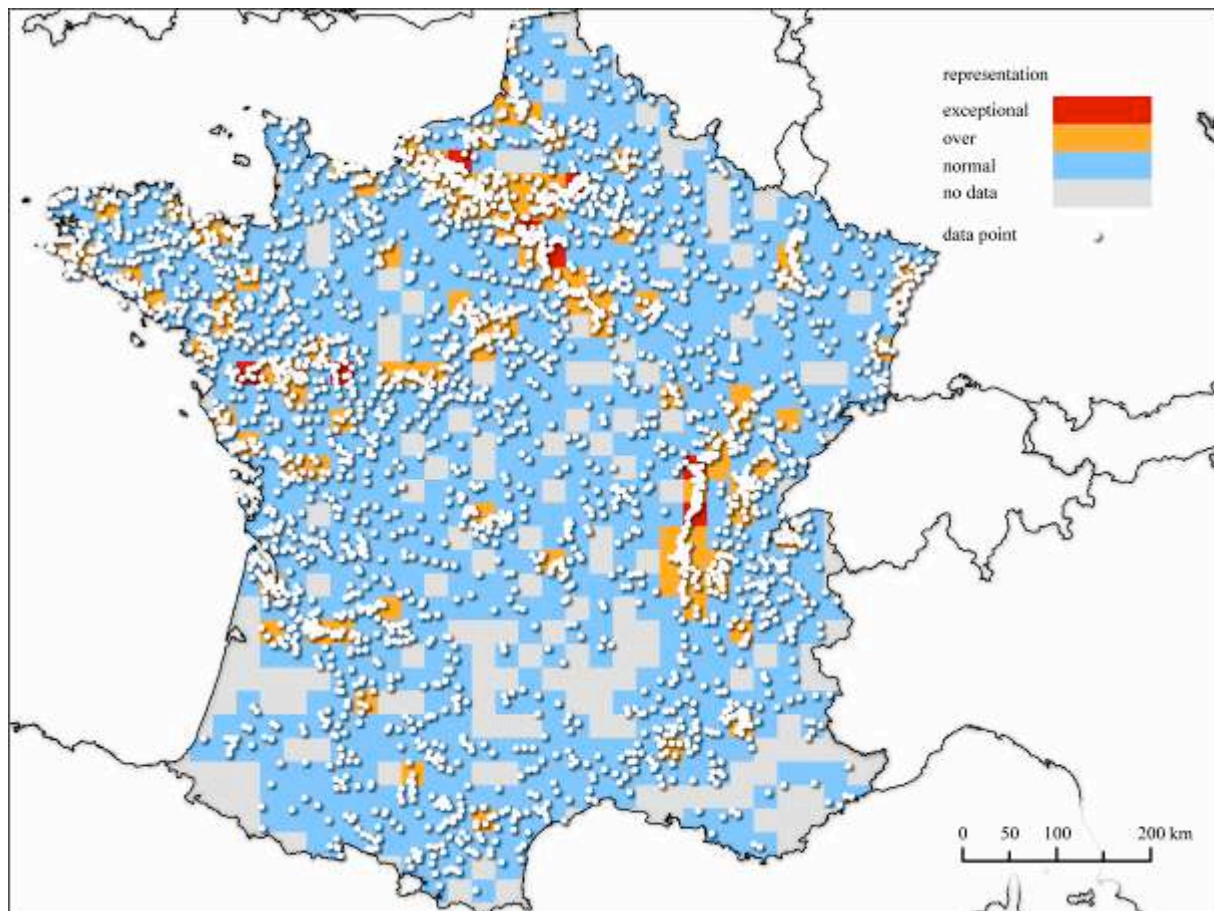 representation
exceptional
over
normal
no data
data point
0 50 100 200 km